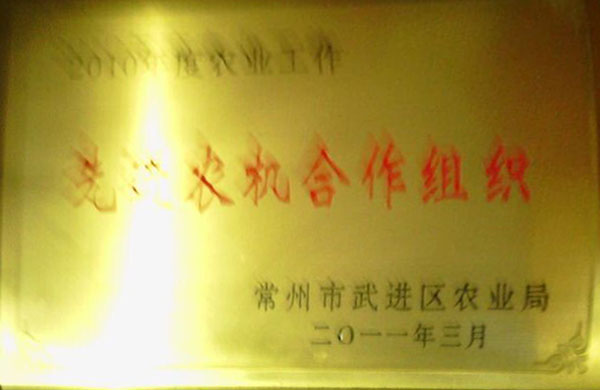 2010年度农业工作
先进农机合作组织
常州市武进区农业局
二〇一一年三月